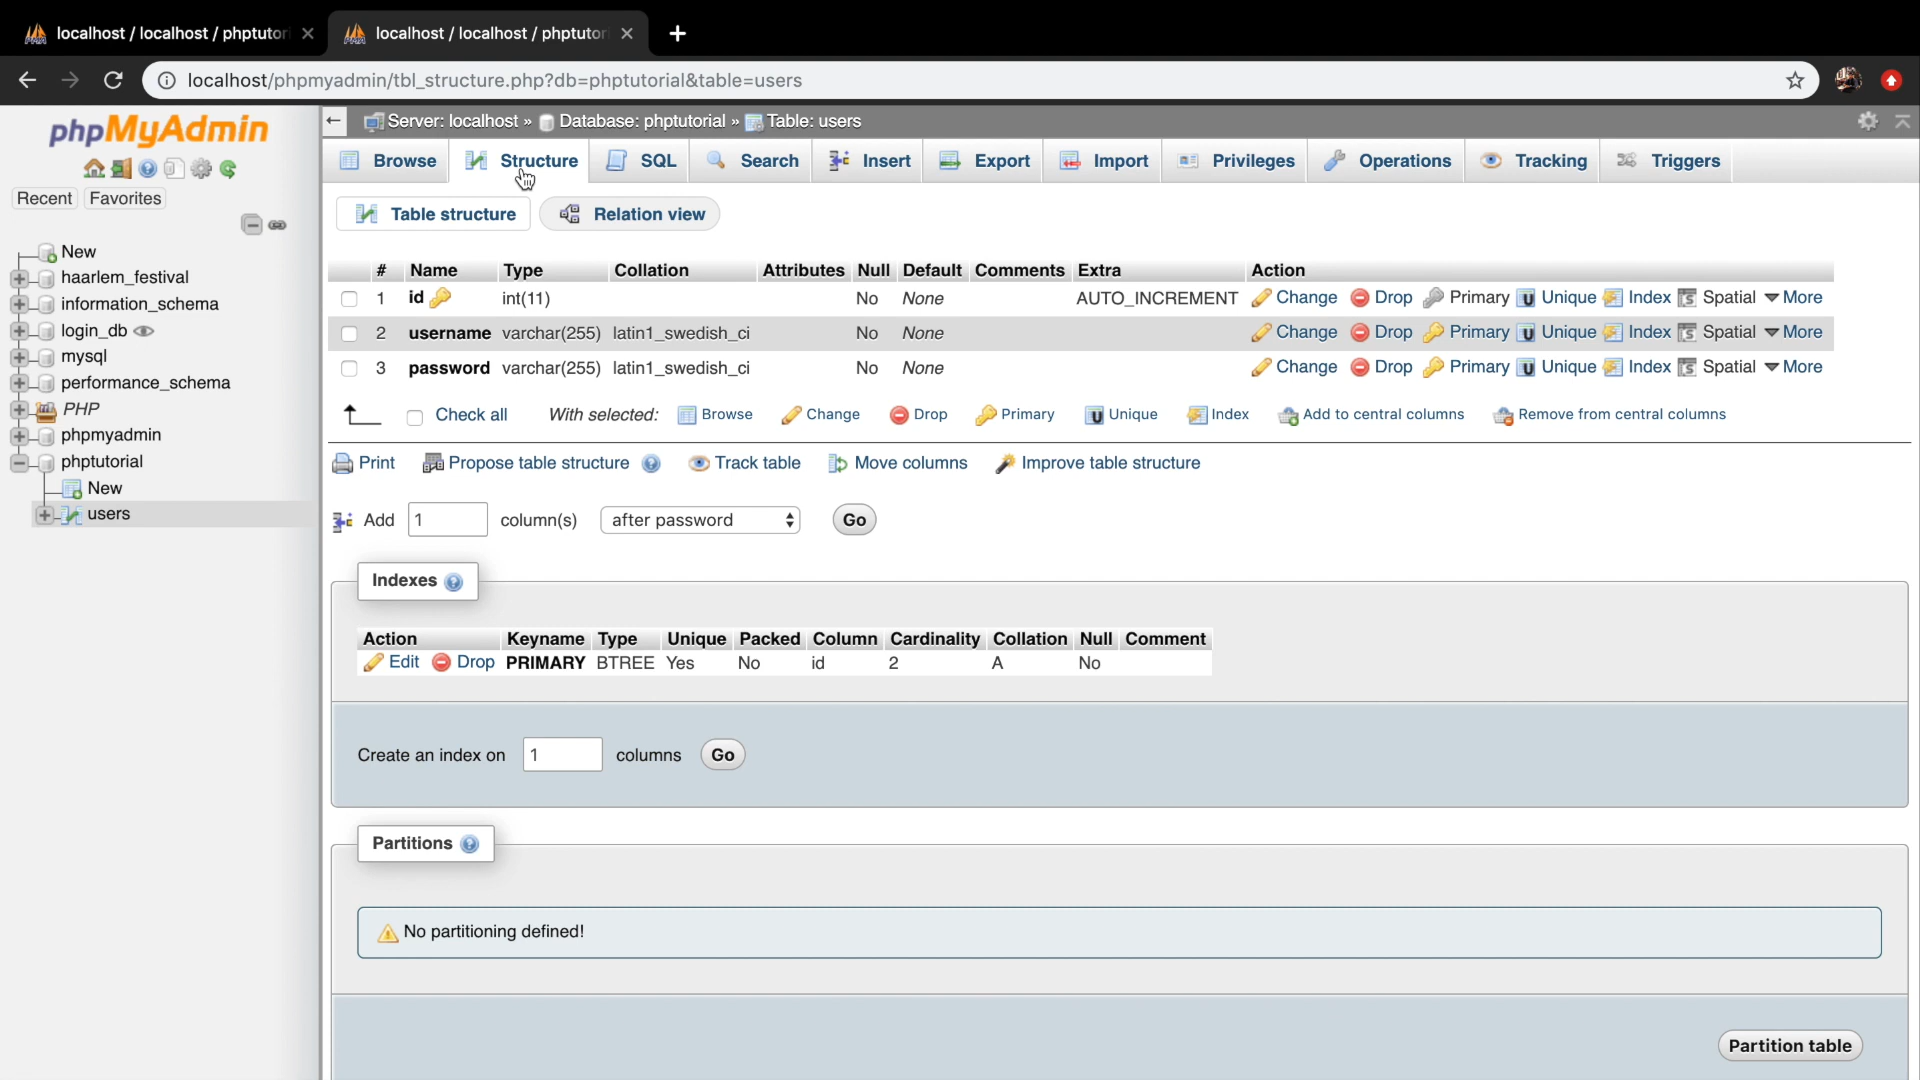 localhost / localhost / phptutori
localhost / localhost / phptutor
localhost/phpmyadmin/tbl_structure.php?db=phptutorial&table=users
phpMyAdmin
Recent Favorites
New
haarlem_festival
information_schema
login_db
mysql
performance_schema
PHP
phpmyadmin
phptutorial
New
users
Server: localhost » Database: phptutorial » Table: users
Browse Structure SQL Search Insert Export Import Privileges Operations Tracking Triggers
Table structure Relation view
# Name Type Collation Attributes Null Default Comments Extra Action
1 id int(11) No None AUTO_INCREMENT Change Drop Primary Unique Index Spatial More
2 username varchar(255) latin1_swedish_ci No None Change Drop Primary Unique Index Spatial More
3 password varchar(255) latin1_swedish_ci No None Change Drop Primary Unique Index Spatial More
Check all With selected: Browse Change Drop Primary Unique Index Add to central columns Remove from central columns
Print Propose table structure Track table Move columns Improve table structure
Add 1 column(s) after password Go
Indexes
Action Keyname Type Unique Packed Column Cardinality Collation Null Comment
Edit Drop PRIMARY BTREE Yes No id 2 A No
Create an index on 1 columns Go
Partitions
No partitioning defined!
Partition table